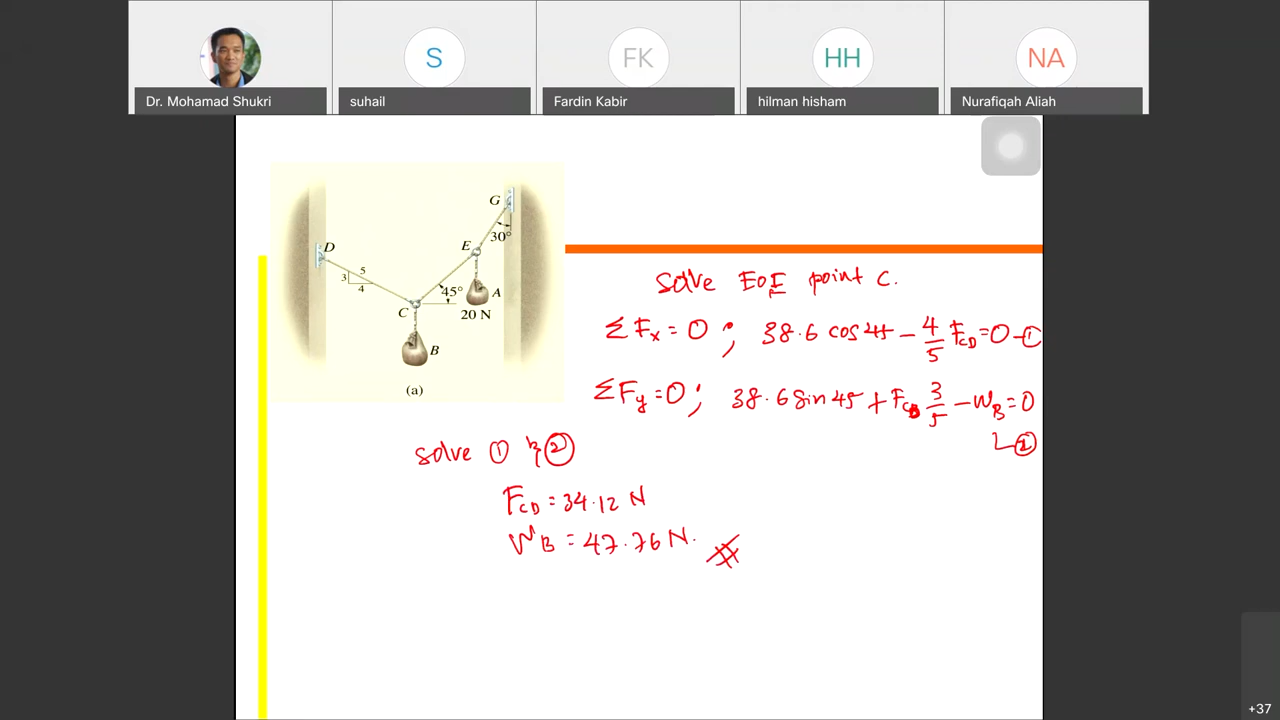 S FK HH NA
Dr. Mohamad Shukri suhail Fardin Kabir hilman hisham Nurafiqah Aliah
G
30°
E
D
5
3
4
45° A
C
20 N
B
(a)
Solve EOE point C.
ΣFx = 0 ; 38.6 cos 45 - 4/5 FCD = 0 - ①
ΣFy = 0 ; 38.6 sin 45 + FCD 3/5 - WB = 0
②
Solve ① & ②
FCD = 34.12 N
WB = 47.76 N.
+37